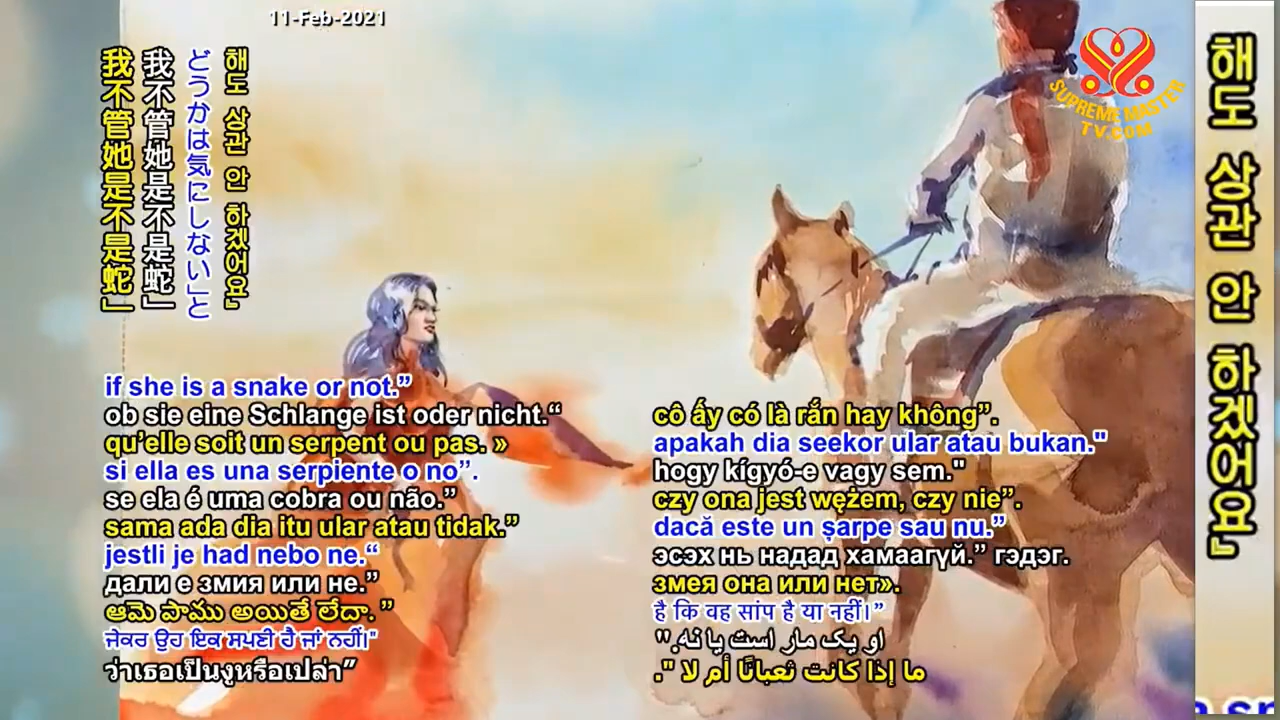 11-Feb-2021
SUPREME MASTER
TV.COM
해도 상관 안 하겠어요』
どうかは気にしない」と
我不管她是不是蛇」
我不管她是不是蛇」
if she is a snake or not.”
ob sie eine Schlange ist oder nicht.“
qu’elle soit un serpent ou pas. »
si ella es una serpiente o no”.
se ela é uma cobra ou não.”
sama ada dia itu ular atau tidak.”
jestli je had nebo ne.“
дали е змия или не.”
ఆమె పాము అయితే లేదా.”
ਜੇਕਰ ਉਹ ਇਕ ਸਪਣੀ ਹੈ ਜਾਂ ਨਹੀਂ।"
ว่าเธอเป็นงูหรือเปล่า”
cô ấy có là rắn hay không”.
apakah dia seekor ular atau bukan."
hogy kígyó-e vagy sem."
czy ona jest wężem, czy nie”.
dacă este un șarpe sau nu.”
эсэх нь надад хамаагүй.” гэдэг.
змея она или нет».
है कि वह सांप है या नहीं।”
او یک مار است یا نه."
ما إذا كانت ثعبانًا أم لا ".
해도 상관 안 하겠어요』